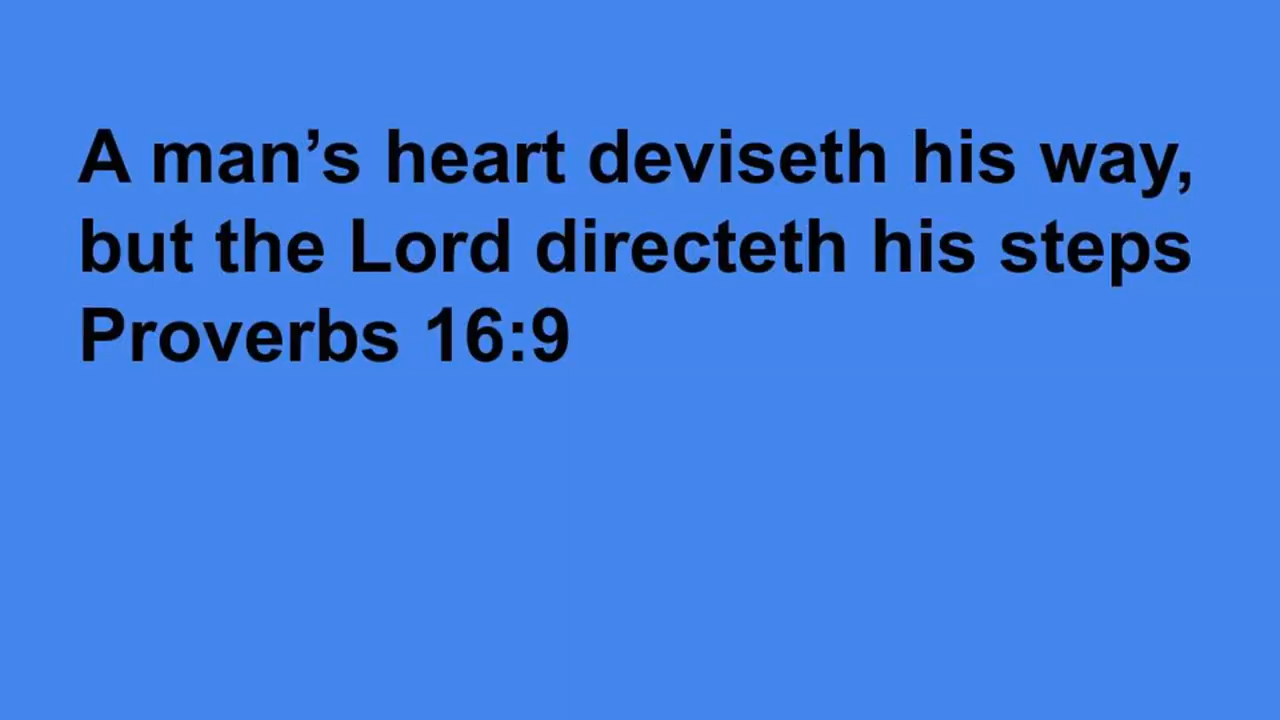 A man’s heart deviseth his way,
but the Lord directeth his steps
Proverbs 16:9